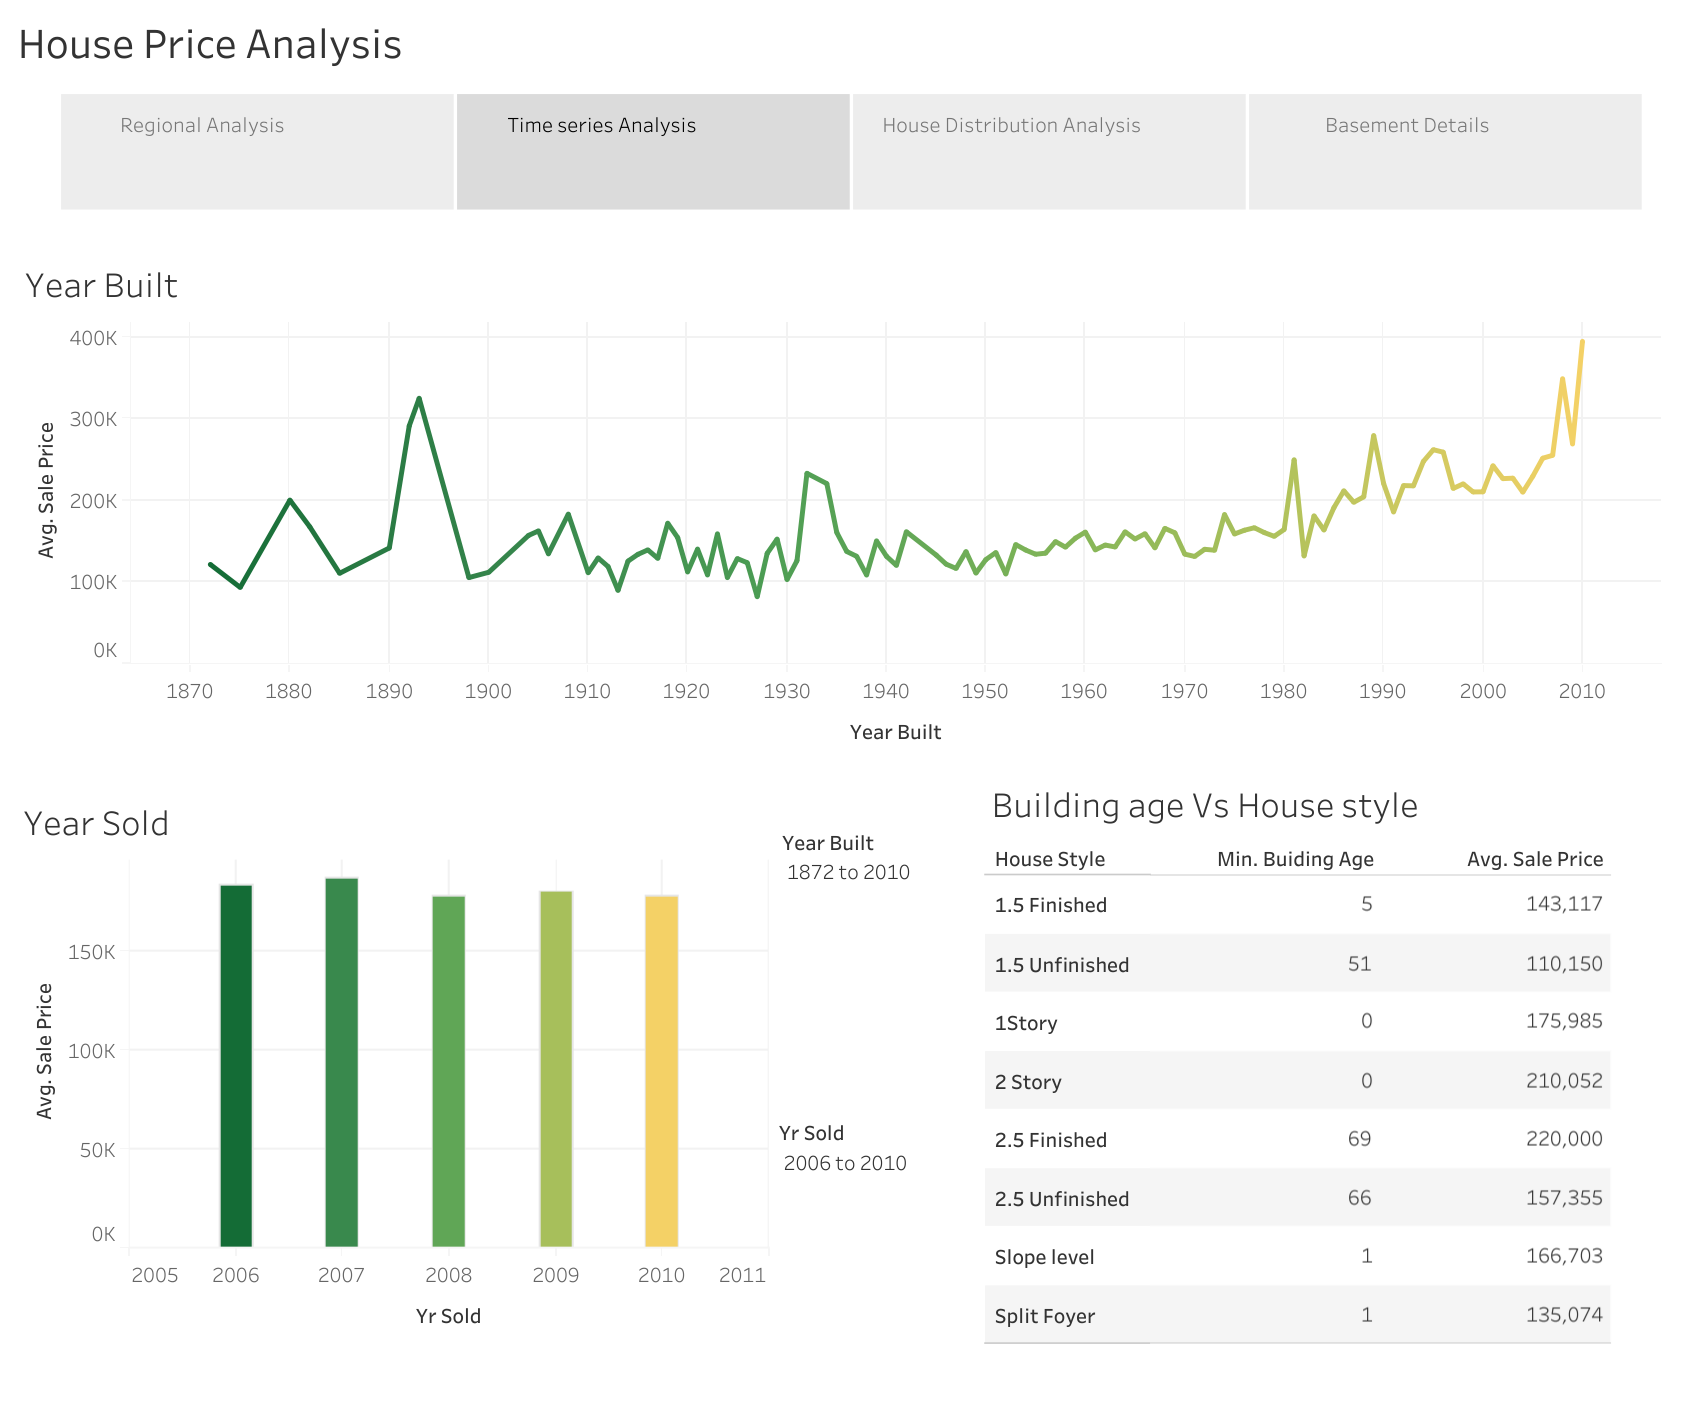 House Price Analysis
Regional Analysis
Time series Analysis
House Distribution Analysis
Basement Details
Year Built
400K
300K
200K
100K
0K
Avg. Sale Price
1870 1880 1890 1900 1910 1920 1930 1940 1950 1960 1970 1980 1990 2000 2010
Year Built
Year Sold
150K
100K
50K
0K
Avg. Sale Price
2005 2006 2007 2008 2009 2010 2011
Yr Sold
Year Built
1872 to 2010
Yr Sold
2006 to 2010
Building age Vs House style
House Style Min. Buiding Age Avg. Sale Price
1.5 Finished 5 143,117
1.5 Unfinished 51 110,150
1Story 0 175,985
2 Story 0 210,052
2.5 Finished 69 220,000
2.5 Unfinished 66 157,355
Slope level 1 166,703
Split Foyer 1 135,074